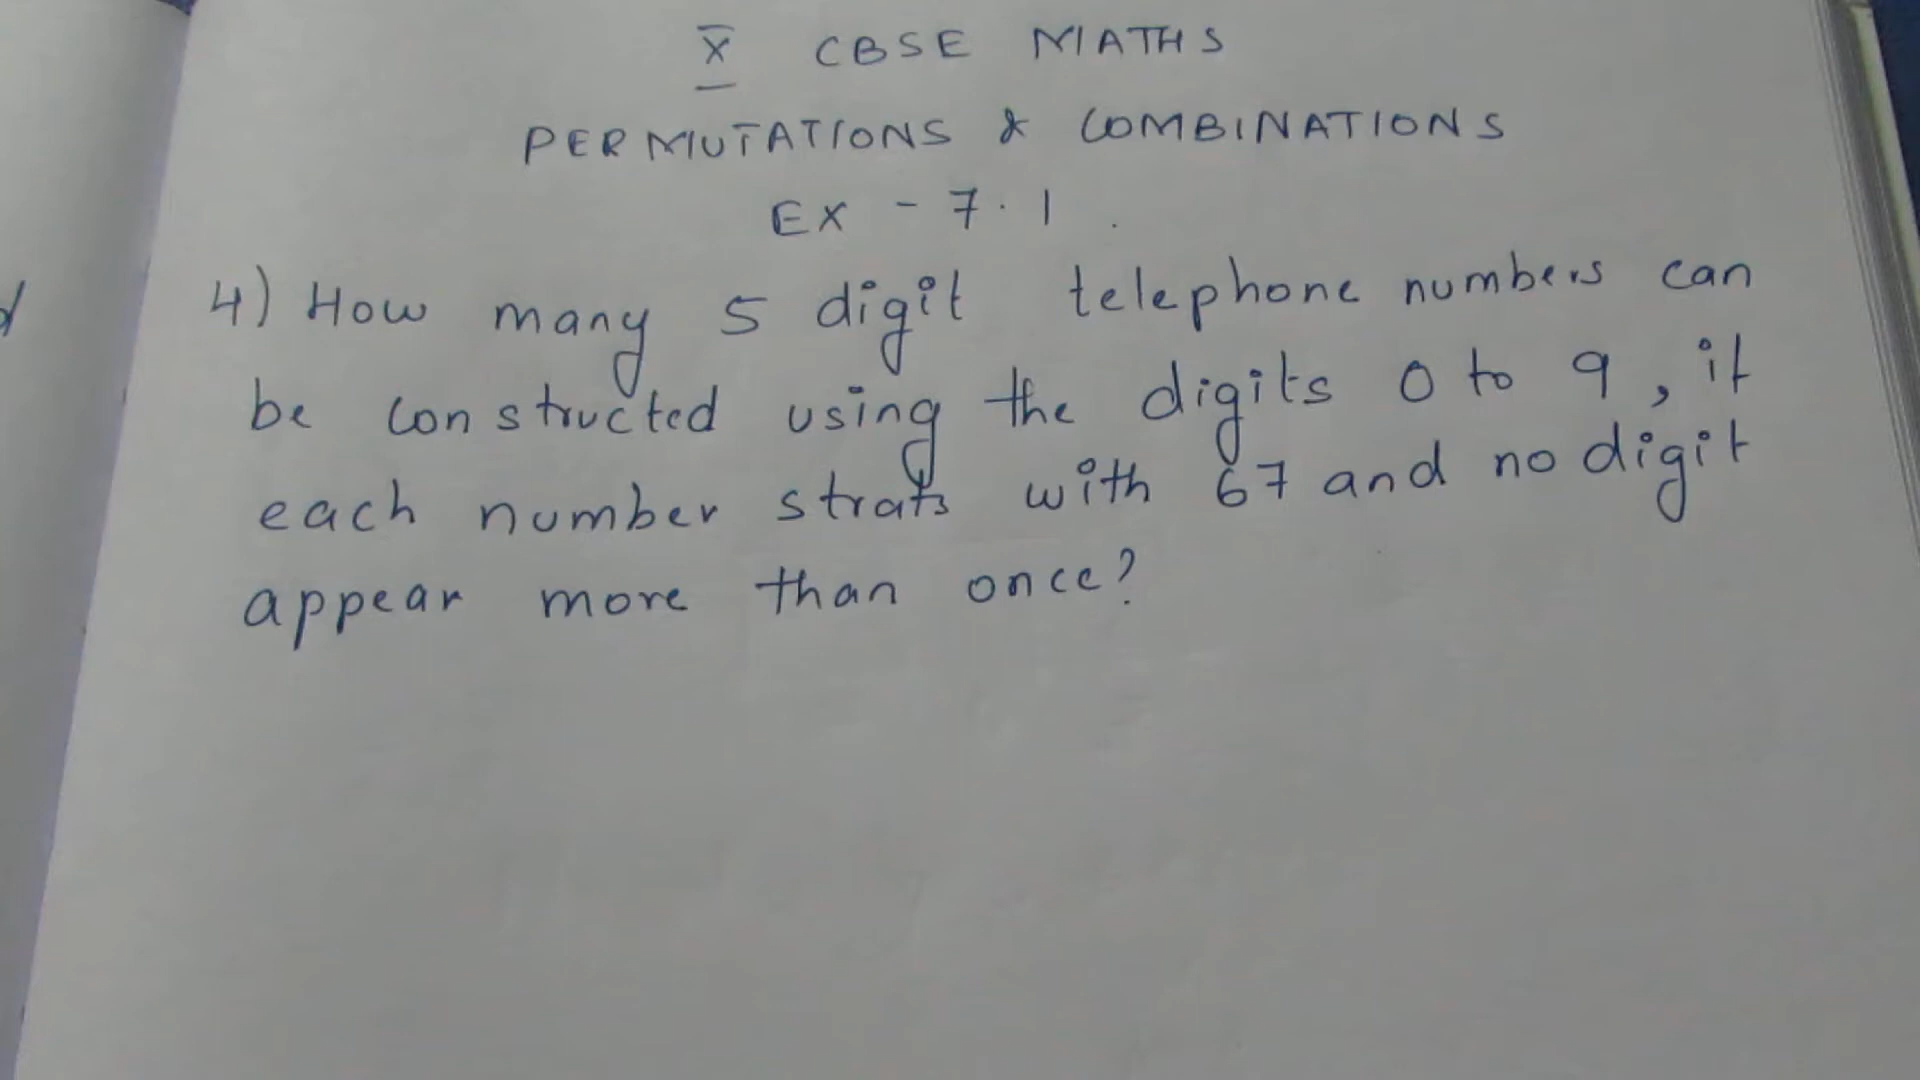 X CBSE MATHS
PERMUTATIONS & COMBINATIONS
EX - 7.1.
4) How many 5 digit telephone numbers can
be constructed using the digits 0 to 9, if
each number strats with 67 and no digit
appear more than once?